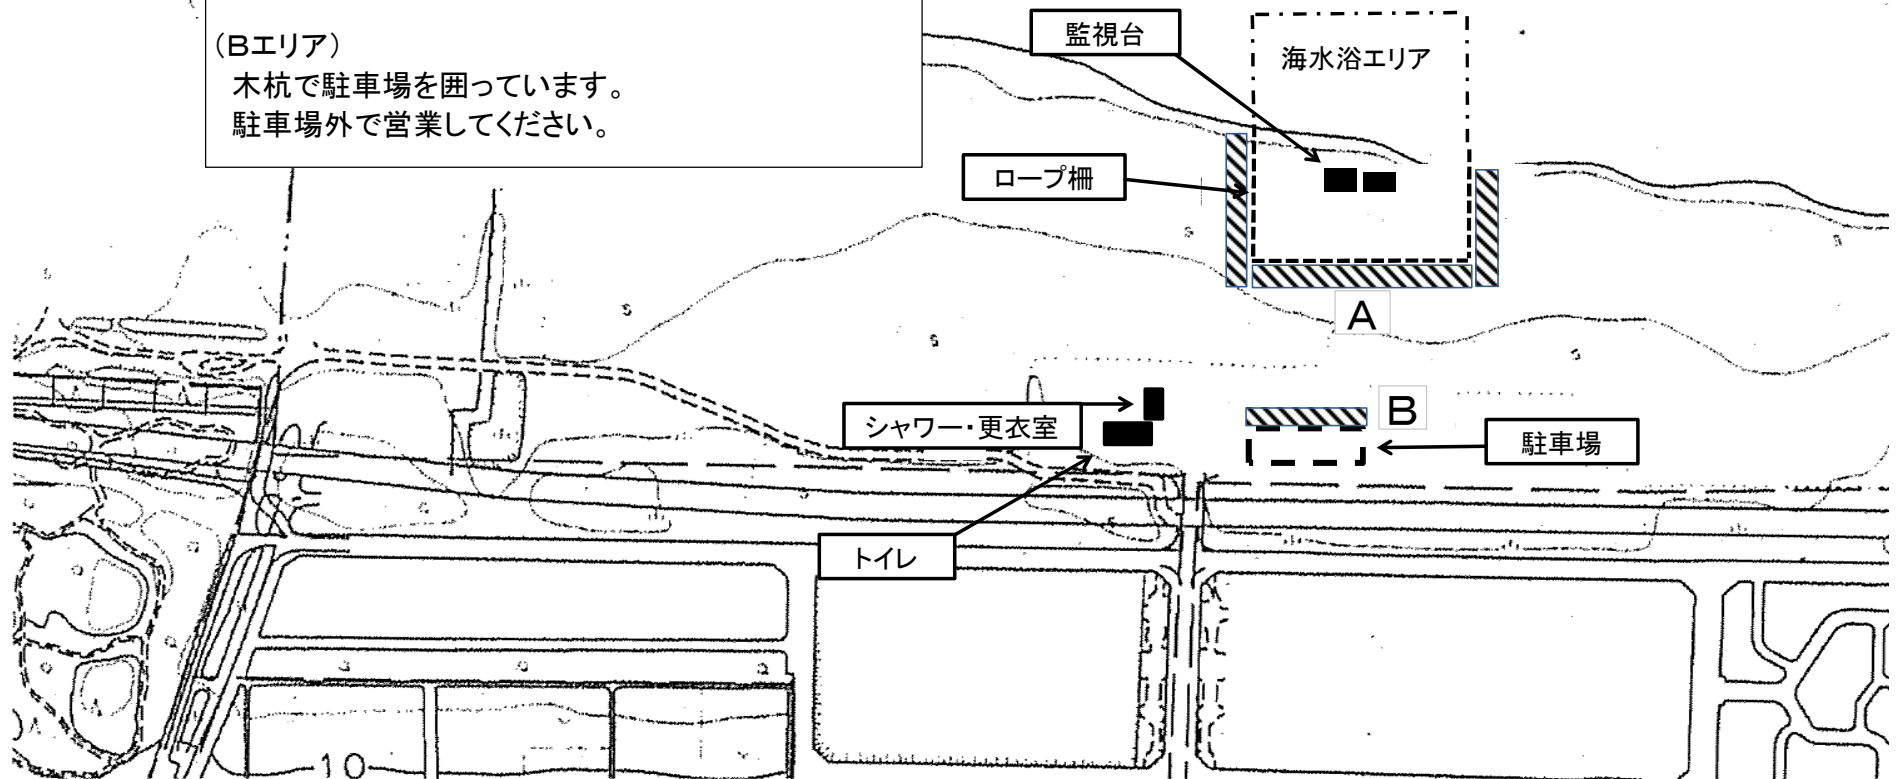 (Bエリア)
木杭で駐車場を囲っています。
駐車場外で営業してください。
監視台
海水浴エリア
ロープ柵
A
B
シャワー・更衣室
駐車場
トイレ
10